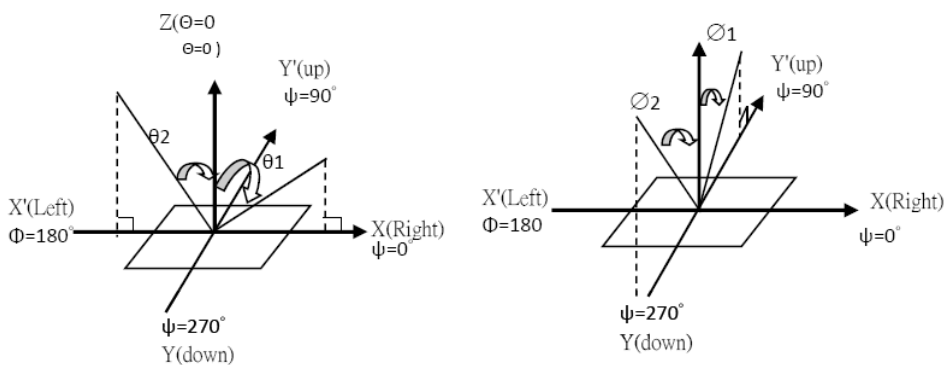 Z(Θ=0
Θ=0 )
Y'(up)
ψ=90°
θ2
θ1
X'(Left)
Φ=180°
X(Right)
ψ=0°
ψ=270°
Y(down)
∅1
Y'(up)
ψ=90°
∅2
X'(Left)
Φ=180
X(Right)
ψ=0°
ψ=270°
Y(down)